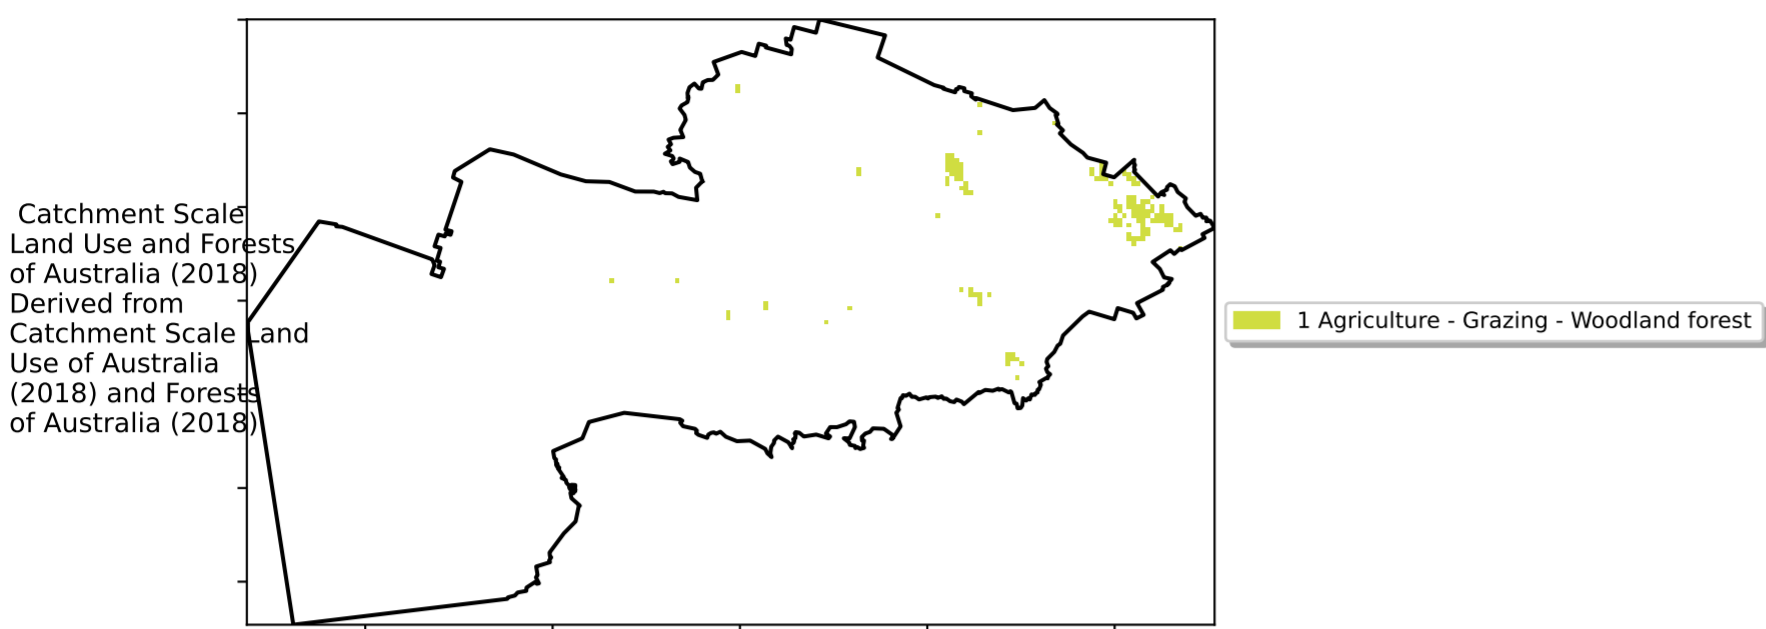 Catchment Scale
Land Use and Forests
of Australia (2018)
Derived from
Catchment Scale Land
Use of Australia
(2018) and Forests
of Australia (2018)
1 Agriculture - Grazing - Woodland forest